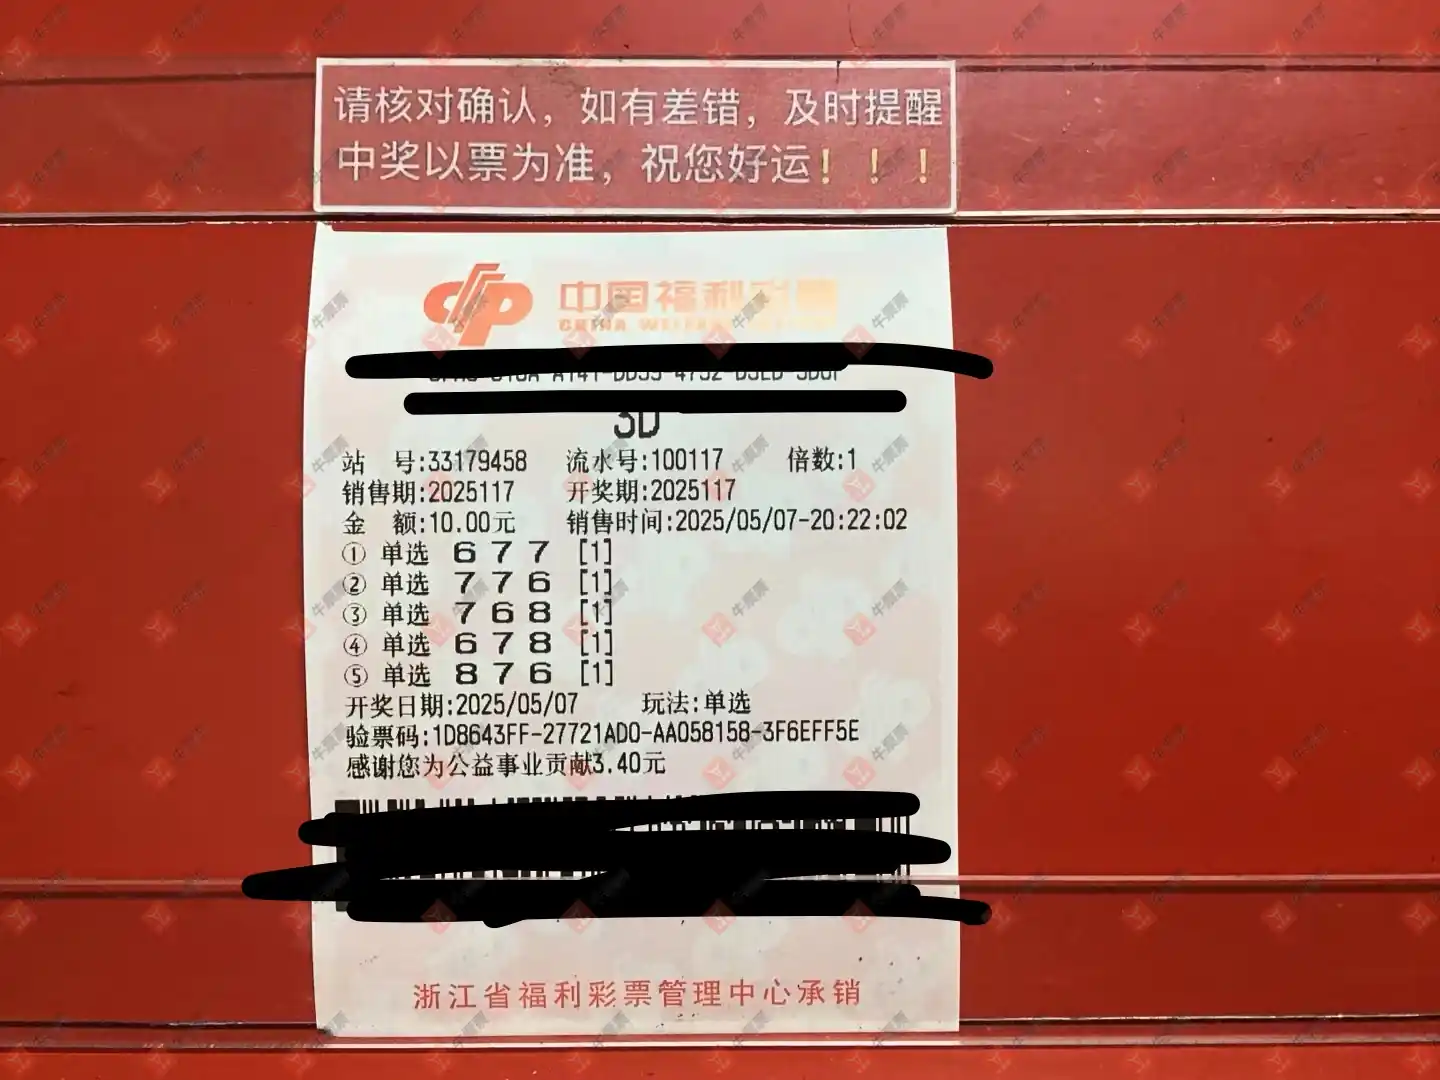 请核对确认，如有差错，及时提醒
中奖以票为准，祝您好运！！！
中国福利彩票
3D
站 号:33179458 流水号:100117 倍数:1
销售期:2025117 开奖期:2025117
金 额:10.00元 销售时间:2025/05/07-20:22:02
① 单选 6 7 7 [1]
② 单选 7 7 6 [1]
③ 单选 7 6 8 [1]
④ 单选 6 7 8 [1]
⑤ 单选 8 7 6 [1]
开奖日期:2025/05/07 玩法:单选
验票码:1D8643FF-27721AD0-AA058158-3F6EFF5E
感谢您为公益事业贡献3.40元
浙江省福利彩票管理中心承销